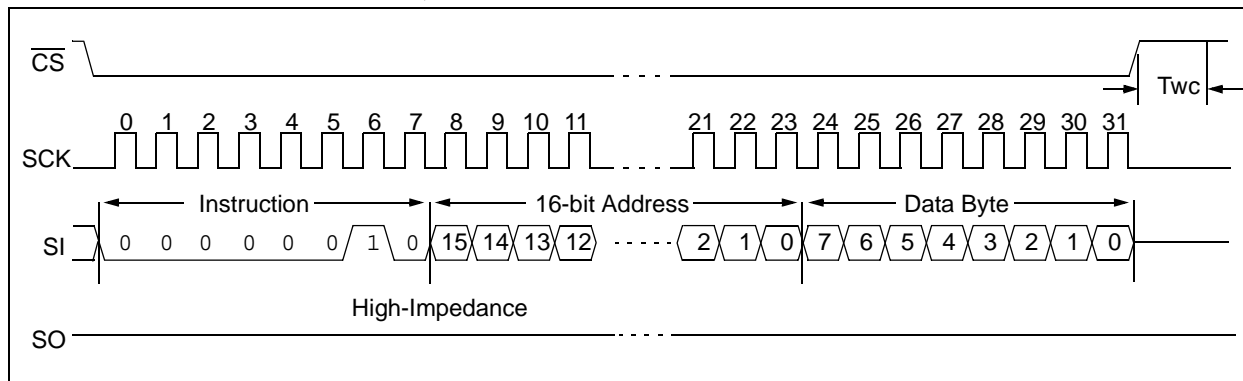 CS
Twc
0 1 2 3 4 5 6 7 8 9 10 11 21 22 23 24 25 26 27 28 29 30 31
SCK
Instruction 16-bit Address Data Byte
SI 0 0 0 0 0 0 1 0 15 14 13 12 2 1 0 7 6 5 4 3 2 1 0
High-Impedance
SO